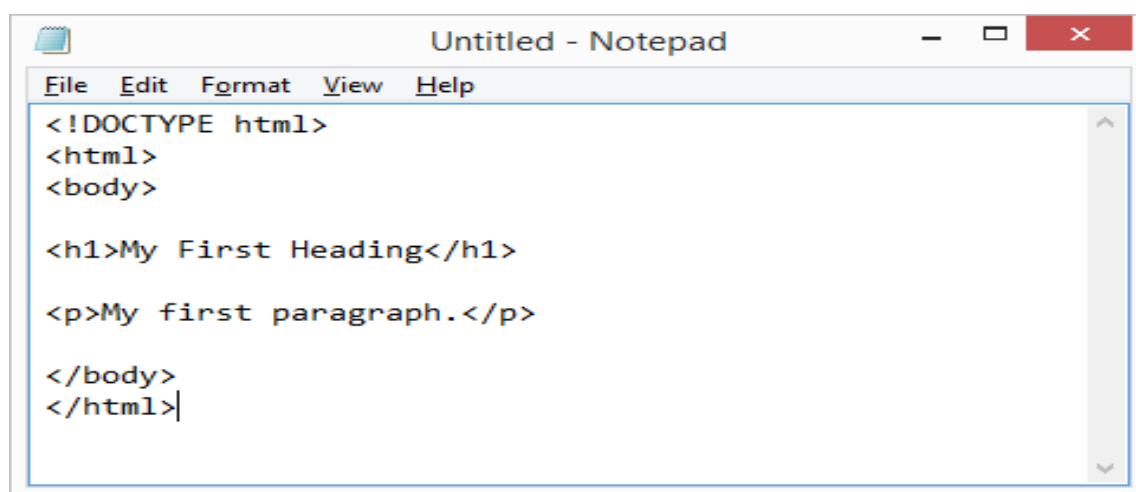 Untitled - Notepad
File Edit Format View Help
<!DOCTYPE html>
<html>
<body>
<h1>My First Heading</h1>
<p>My first paragraph.</p>
</body>
</html>